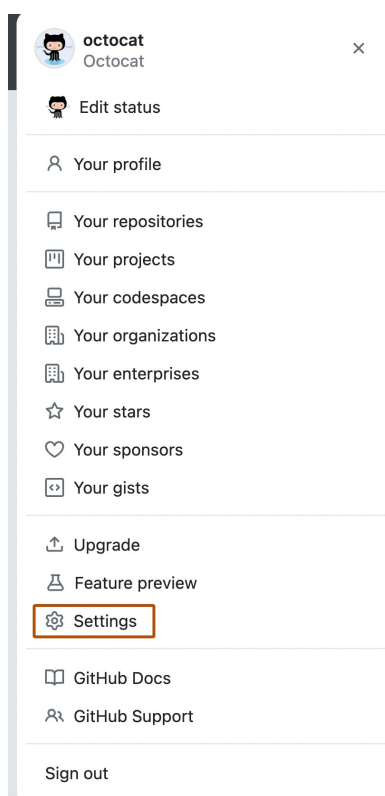 octocat
Octocat
Edit status
Your profile
Your repositories
Your projects
Your codespaces
Your organizations
Your enterprises
Your stars
Your sponsors
Your gists
Upgrade
Feature preview
Settings
GitHub Docs
GitHub Support
Sign out